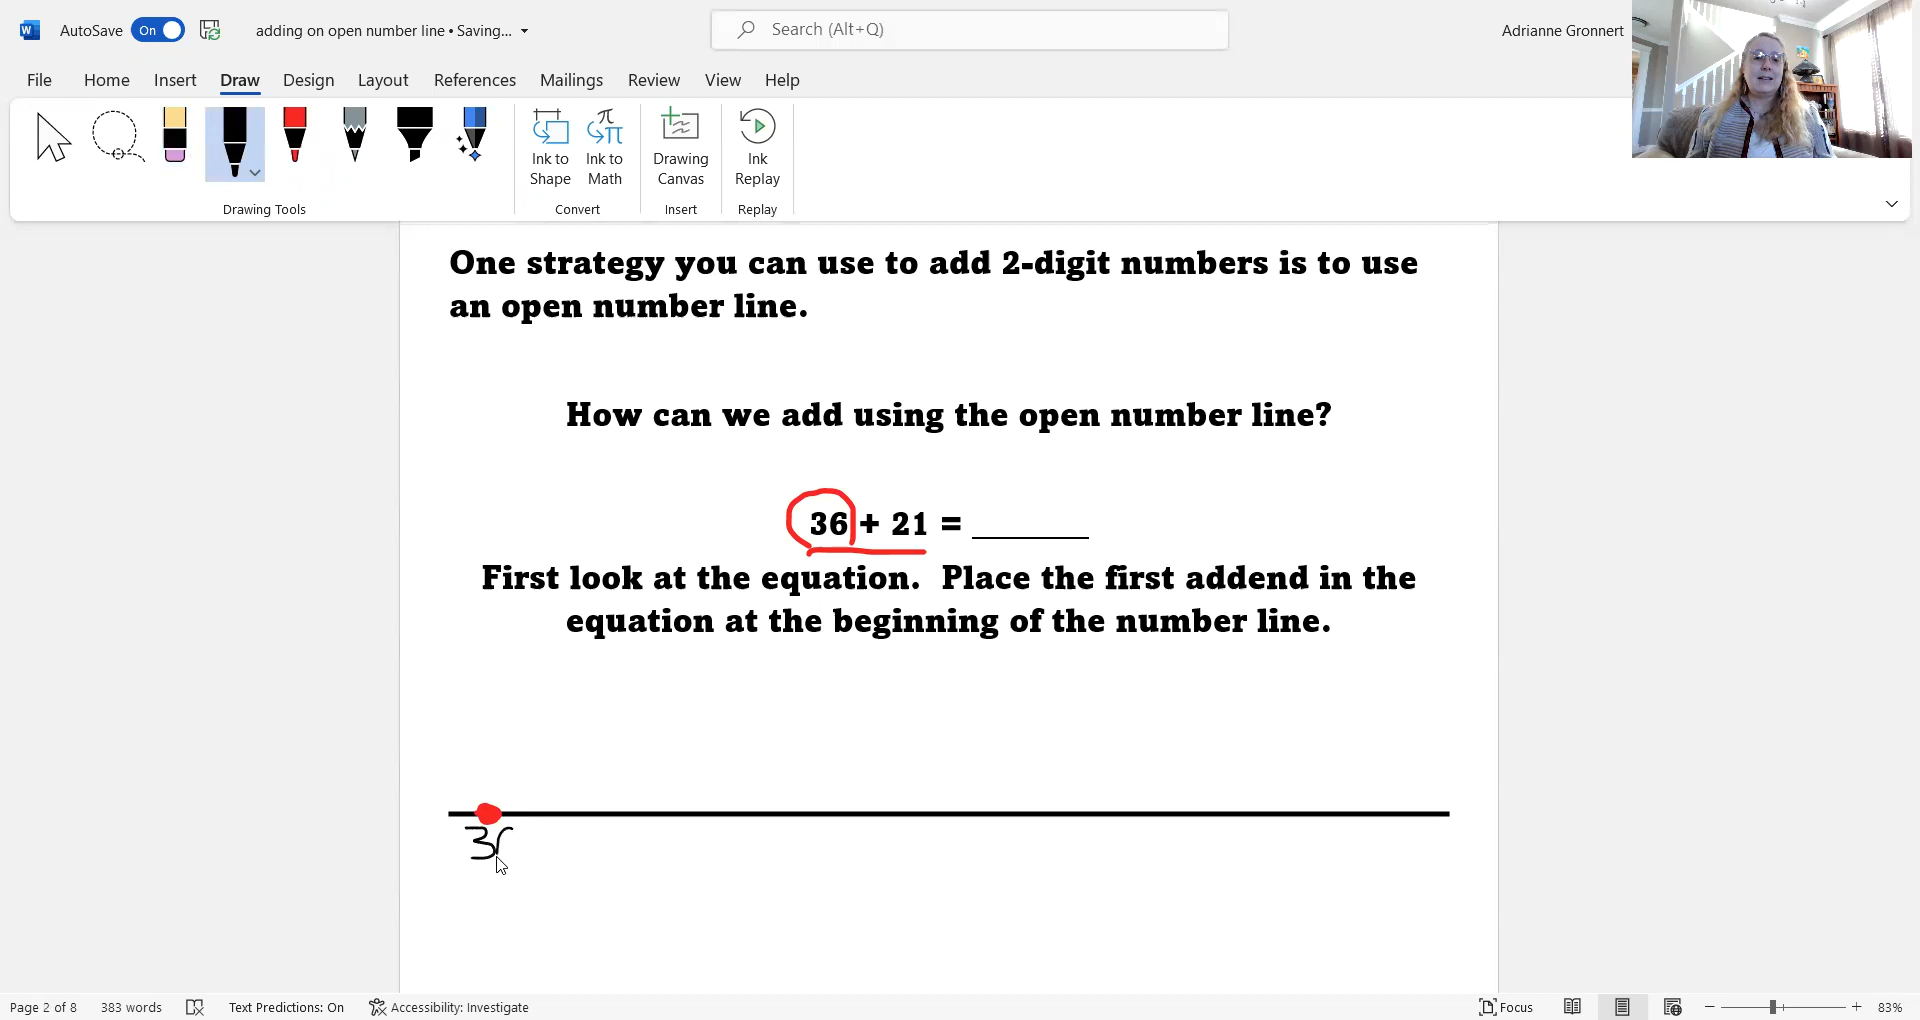 AutoSave On adding on open number line • Saving... Search (Alt+Q) Adrianne Gronnert
File Home Insert Draw Design Layout References Mailings Review View Help
Ink to Shape
Ink to Math
Drawing Canvas
Ink Replay
Drawing Tools Convert Insert Replay
One strategy you can use to add 2-digit numbers is to use
an open number line.
How can we add using the open number line?
36 + 21 = ______
First look at the equation. Place the first addend in the
equation at the beginning of the number line.
3
Page 2 of 8 383 words Text Predictions: On Accessibility: Investigate Focus 83%